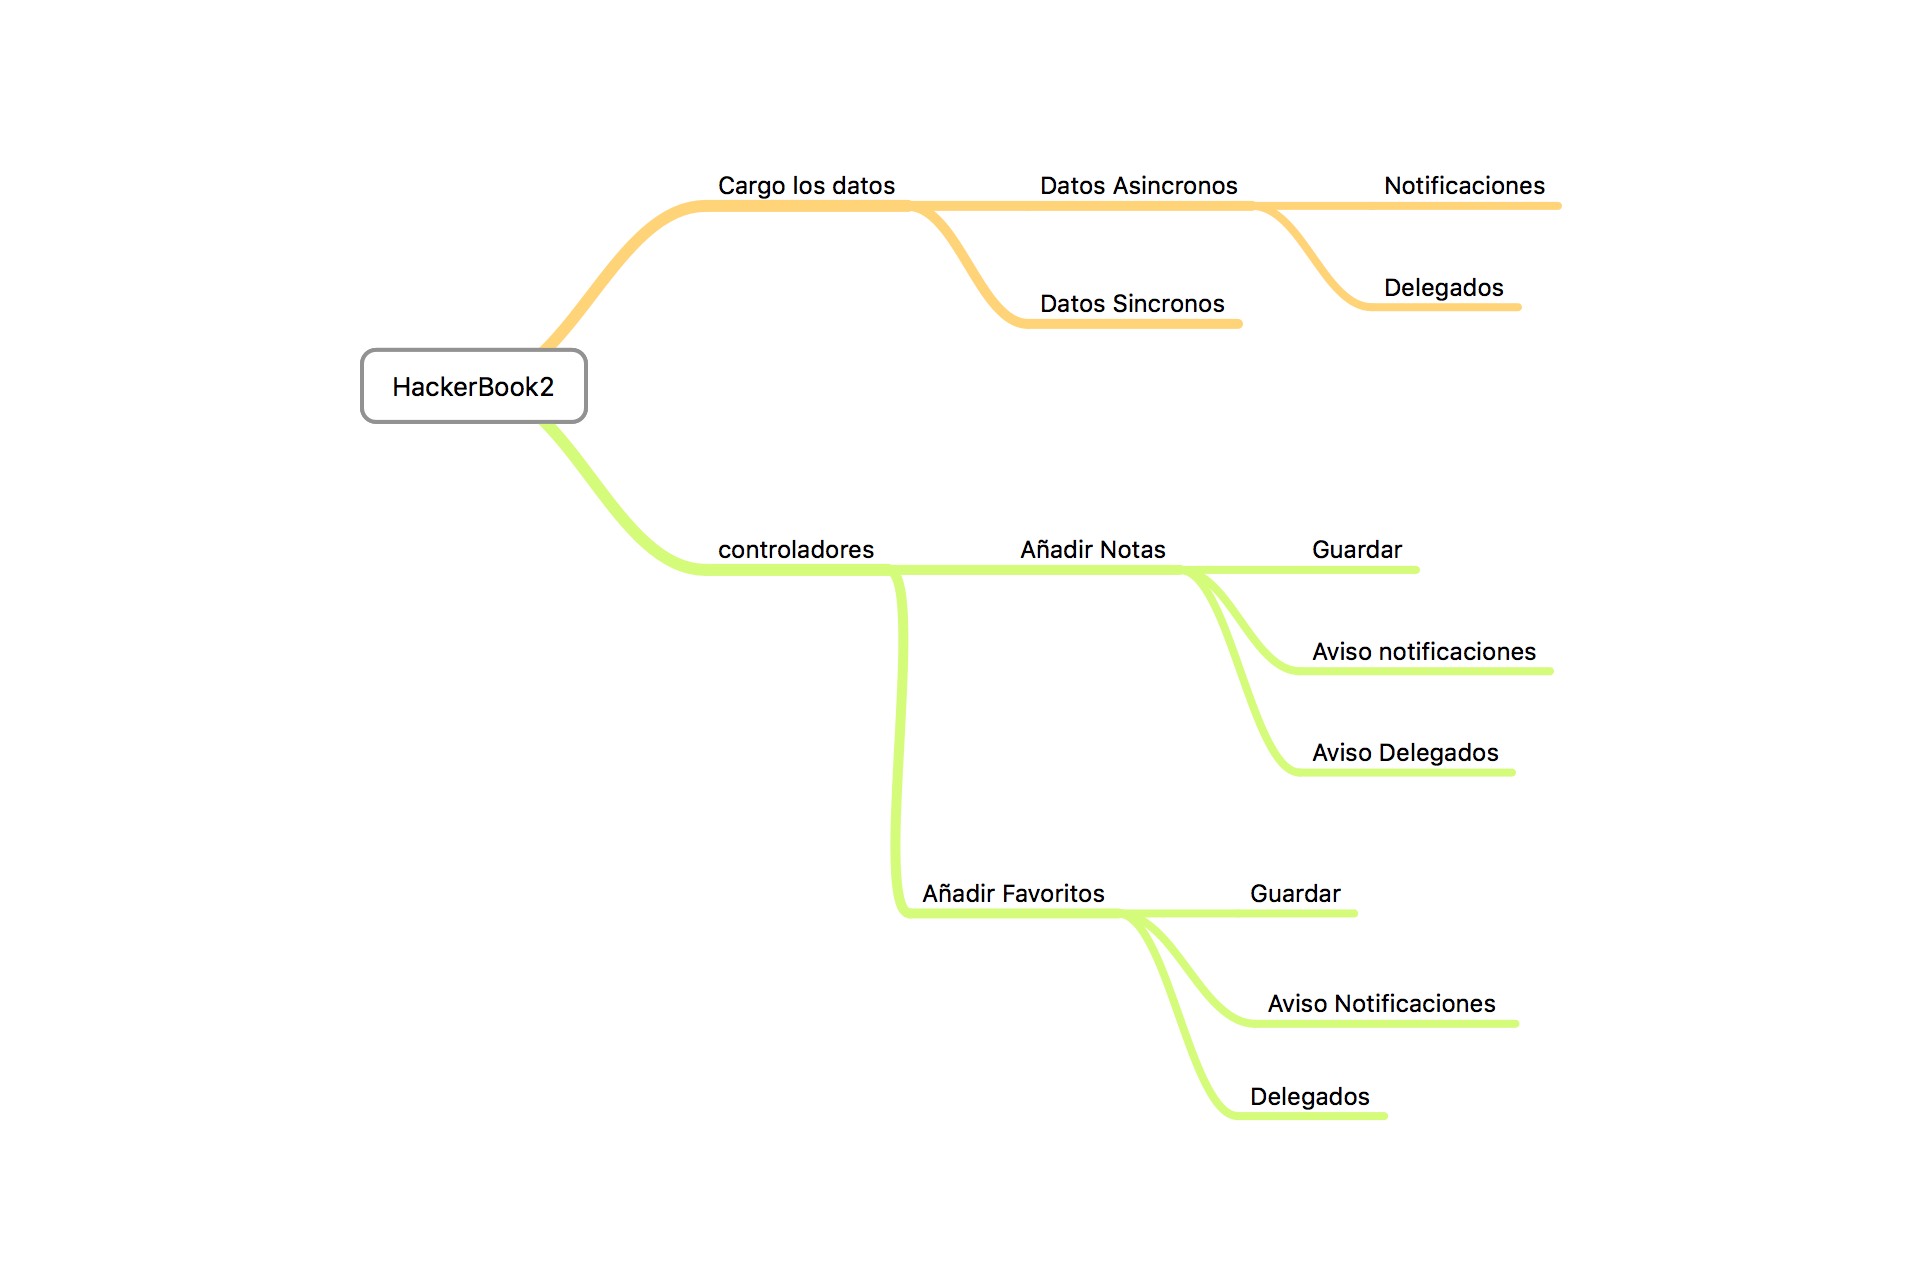 HackerBook2
Cargo los datos
Datos Asincronos
Notificaciones
Delegados
Datos Sincronos
controladores
Añadir Notas
Guardar
Aviso notificaciones
Aviso Delegados
Añadir Favoritos
Guardar
Aviso Notificaciones
Delegados